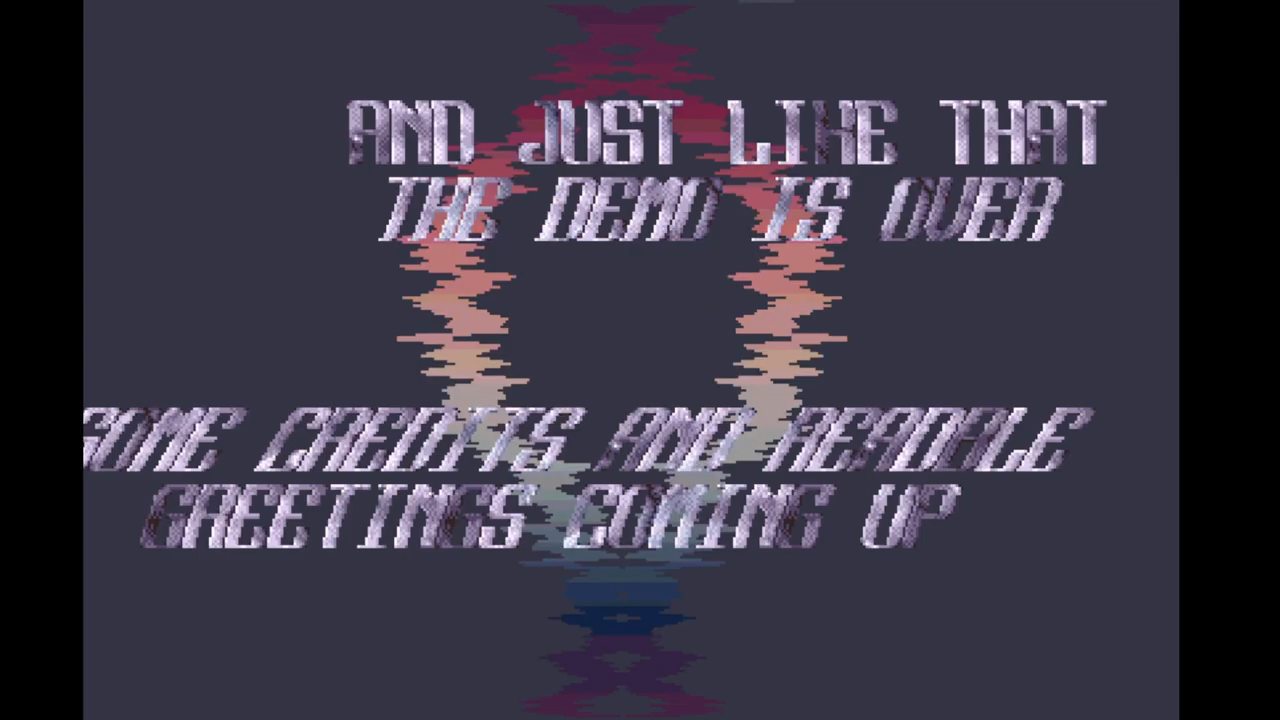 AND JUST LIKE THAT
THE DEMO IS OVER
SOME CREDITS AND READABLE
GREETINGS COMING UP